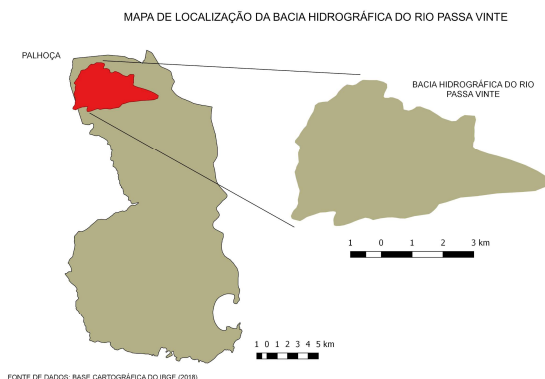 MAPA DE LOCALIZAÇÃO DA BACIA HIDROGRÁFICA DO RIO PASSA VINTE
PALHOÇA
BACIA HIDROGRÁFICA DO RIO
PASSA VINTE
1 0 1 2 3 km
1 0 1 2 3 4 5 km
FONTE DE DADOS: BASE CARTOGRÁFICA DO IBGE (2018)